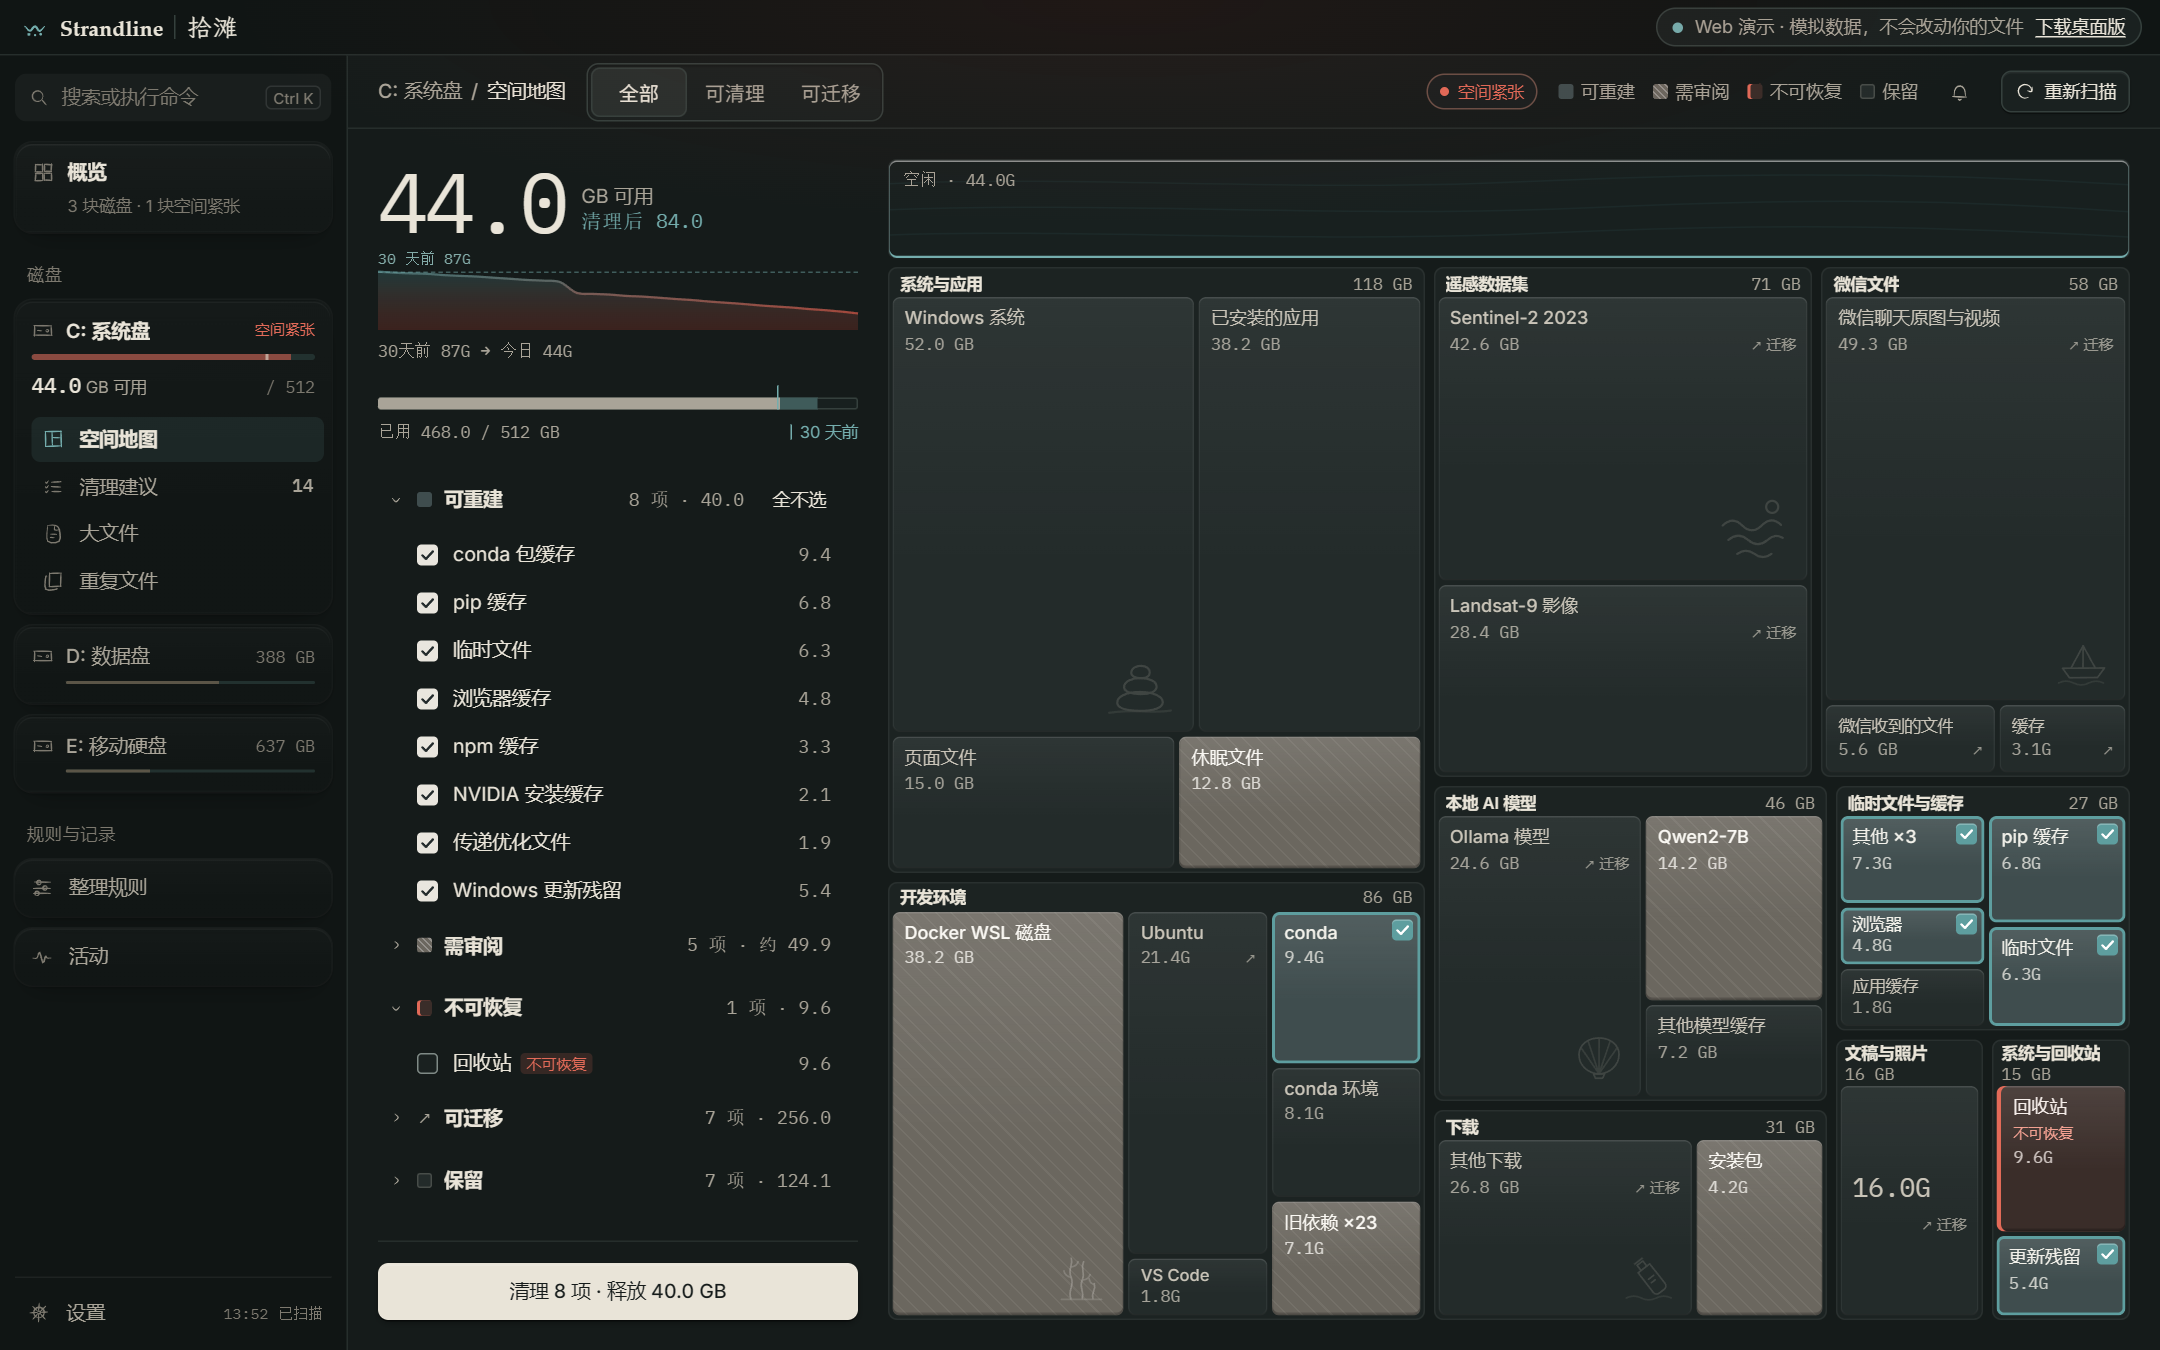 Strandline | 拾滩
Web 演示 · 模拟数据，不会改动你的文件 下载桌面版
搜索或执行命令 Ctrl K
概览
3 块磁盘 · 1 块空间紧张
磁盘
C: 系统盘 空间紧张
44.0 GB 可用 / 512
空间地图
清理建议 14
大文件
重复文件
D: 数据盘 388 GB
E: 移动硬盘 637 GB
规则与记录
整理规则
活动
设置 13:52 已扫描
C: 系统盘 / 空间地图 全部 可清理 可迁移
空间紧张 可重建 需审阅 不可恢复 保留 重新扫描
44.0 GB 可用
清理后 84.0
30 天前 87G
30天前 87G → 今日 44G
已用 468.0 / 512 GB | 30 天前
可重建 8 项 · 40.0 全不选
conda 包缓存 9.4
pip 缓存 6.8
临时文件 6.3
浏览器缓存 4.8
npm 缓存 3.3
NVIDIA 安装缓存 2.1
传递优化文件 1.9
Windows 更新残留 5.4
需审阅 5 项 · 约 49.9
不可恢复 1 项 · 9.6
回收站 不可恢复 9.6
↗ 可迁移 7 项 · 256.0
保留 7 项 · 124.1
清理 8 项 · 释放 40.0 GB
空闲 · 44.0G
系统与应用 118 GB
Windows 系统
52.0 GB
已安装的应用
38.2 GB
页面文件
15.0 GB
休眠文件
12.8 GB
开发环境 86 GB
Docker WSL 磁盘
38.2 GB
Ubuntu
21.4G ↗
conda
9.4G
conda 环境
8.1G
旧依赖 ×23
7.1G
VS Code
1.8G
遥感数据集 71 GB
Sentinel-2 2023
42.6 GB ↗ 迁移
Landsat-9 影像
28.4 GB ↗ 迁移
微信文件 58 GB
微信聊天原图与视频
49.3 GB ↗ 迁移
微信收到的文件
5.6 GB ↗
缓存
3.1G ↗
本地 AI 模型 46 GB
Ollama 模型
24.6 GB ↗ 迁移
Qwen2-7B
14.2 GB
其他模型缓存
7.2 GB
临时文件与缓存 27 GB
其他 ×3
7.3G
pip 缓存
6.8G
浏览器
4.8G
临时文件
6.3G
应用缓存
1.8G
下载 31 GB
其他下载
26.8 GB ↗ 迁移
安装包
4.2G
文稿与照片
16 GB
16.0G
↗ 迁移
系统与回收站
15 GB
回收站
不可恢复
9.6G
更新残留
5.4G